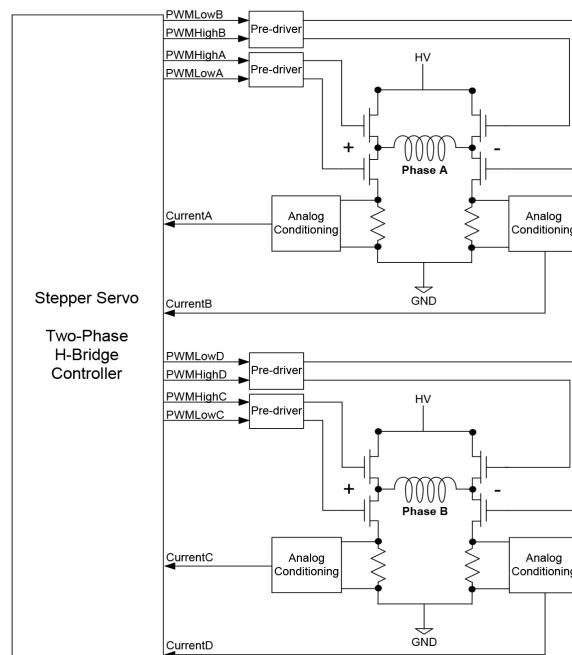 PWMLowB
PWMHighB
Pre-driver
PWMHighA
PWMLowA
Pre-driver
HV
+
-
Phase A
CurrentA
Analog
Conditioning
Analog
Conditioning
GND
CurrentB
Stepper Servo
Two-Phase
H-Bridge
Controller
PWMLowD
PWMHighD
Pre-driver
PWMHighC
PWMLowC
Pre-driver
HV
+
-
Phase B
CurrentC
Analog
Conditioning
Analog
Conditioning
GND
CurrentD